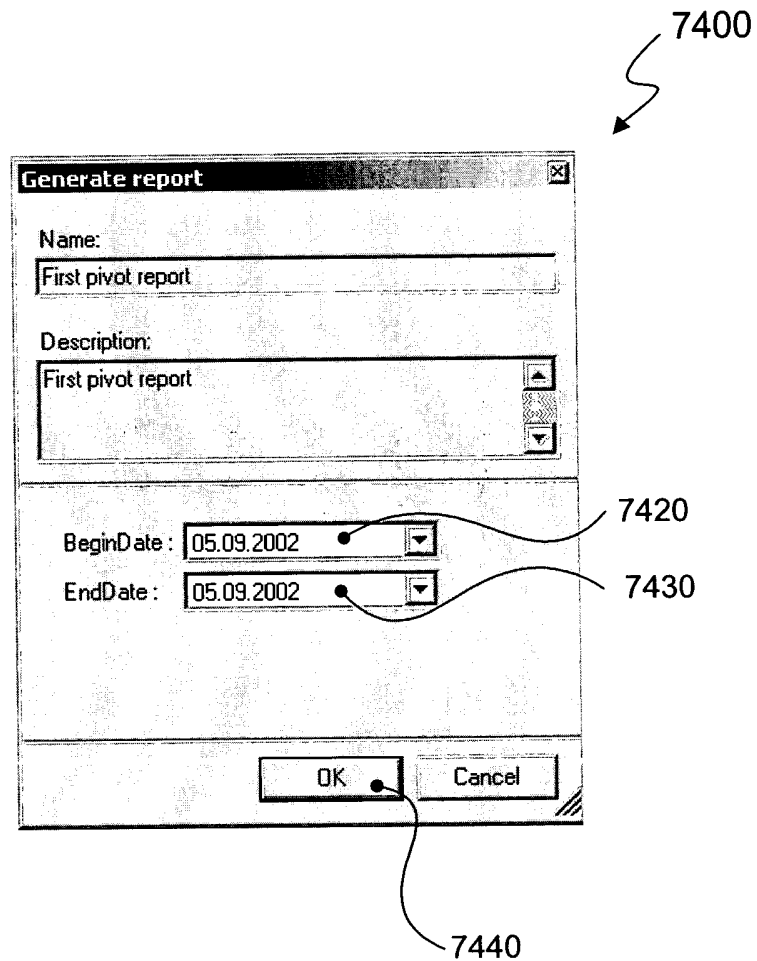 7400
Generate report
Name:
First pivot report
Description:
First pivot report
7420
BeginDate : 05.09.2002
EndDate : 05.09.2002
7430
OK
Cancel
7440